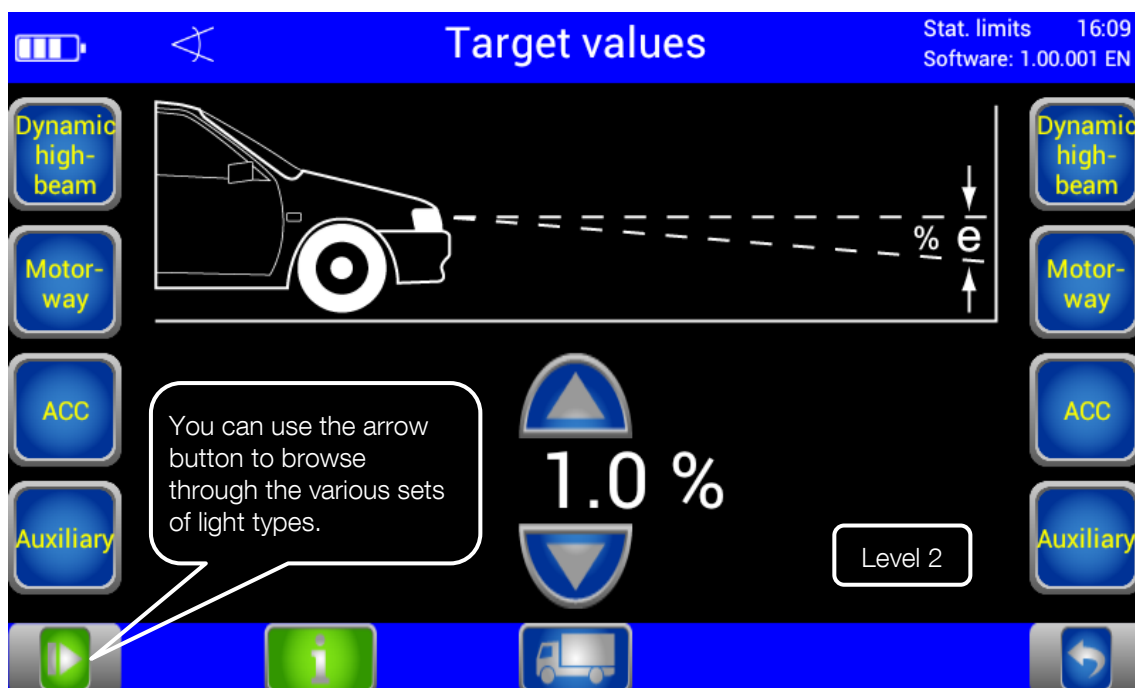 Target values
Stat. limits 16:09
Software: 1.00.001 EN
Dynamic
high-
beam
Motor-
way
ACC
Auxiliary
% e
You can use the arrow
button to browse
through the various sets
of light types.
1.0 %
Level 2
Dynamic
high-
beam
Motor-
way
ACC
Auxiliary
i